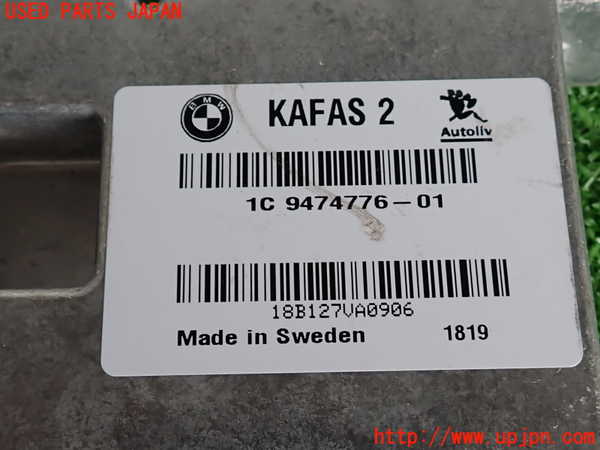 USED PARTS JAPAN
BMW
KAFAS 2
Autoliv
1C 9474776-01
18B127VA0906
Made in Sweden 1819
http://www.upjpn.com/